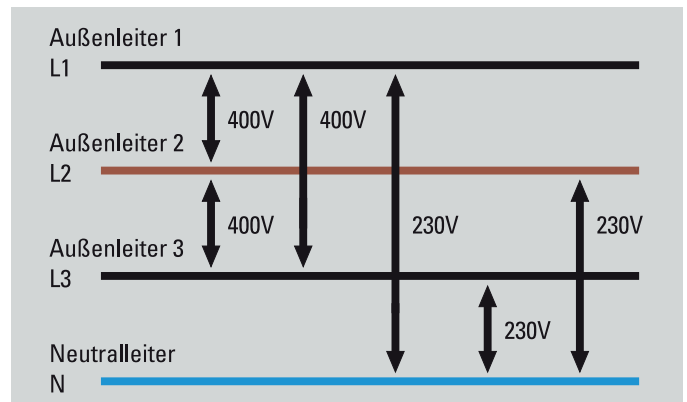 Außenleiter 1
L1
400V
400V
Außenleiter 2
L2
400V
230V
230V
Außenleiter 3
L3
230V
Neutralleiter
N